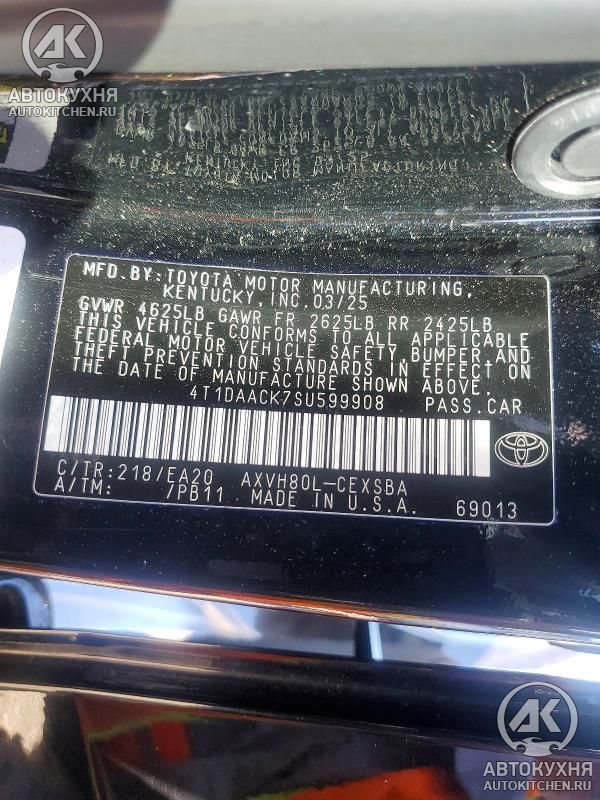 АК
АВТОКУХНЯ
AUTOKITCHEN.RU
MFD.BY:TOYOTA MOTOR MANUFACTURING,
KENTUCKY,INC.03/25
GVWR 4625LB GAWR FR 2625LB RR 2425LB
THIS VEHICLE CONFORMS TO ALL APPLICABLE
FEDERAL MOTOR VEHICLE SAFETY,BUMPER,AND
THEFT PREVENTION STANDARDS IN EFFECT ON
THE DATE OF MANUFACTURE SHOWN ABOVE.
4T1DAACK7SU599908 PASS.CAR
C/TR:218/EA20 AXVH80L-CEXSBA
A/TM: /PB11 MADE IN U.S.A. 69013
АК
АВТОКУХНЯ
AUTOKITCHEN.RU